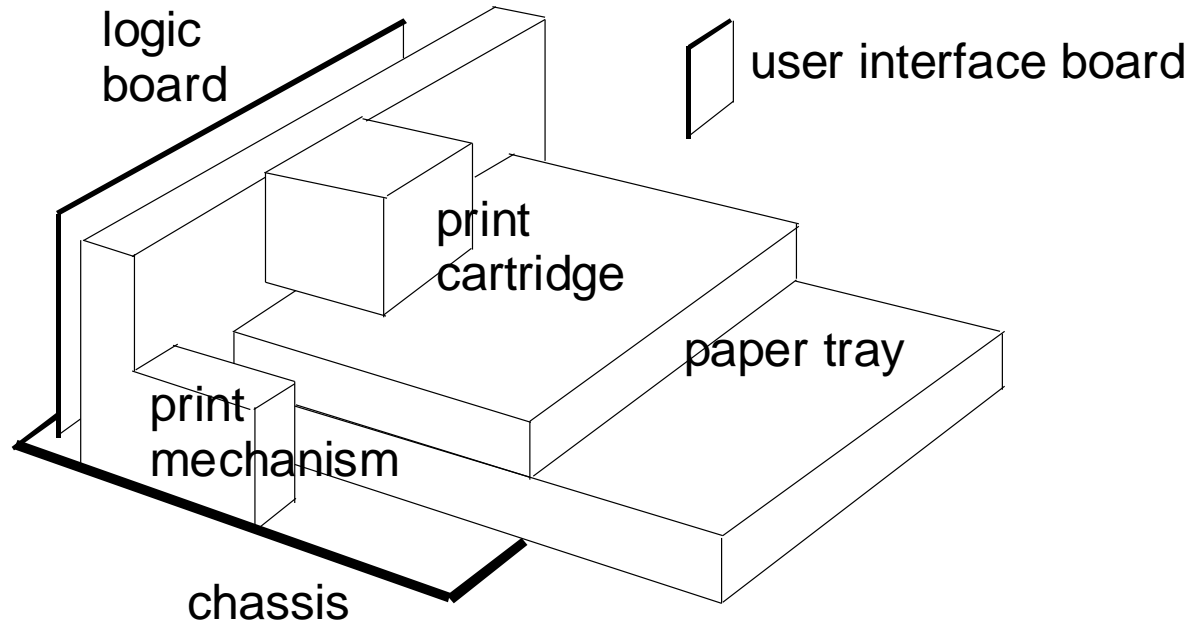 logic
board
user interface board
print
cartridge
paper tray
print
mechanism
chassis